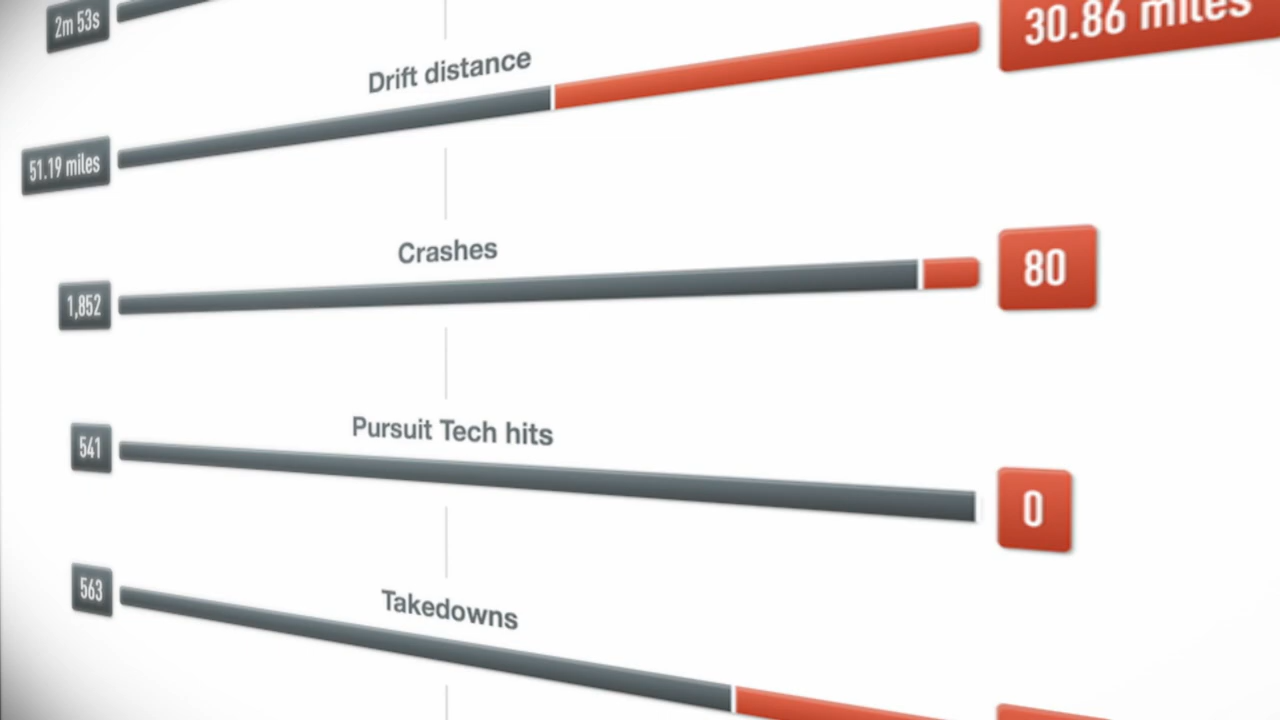 2m 53s
30.86 miles
Drift distance
51.19 miles
Crashes
1,852
80
Pursuit Tech hits
541
0
Takedowns
563